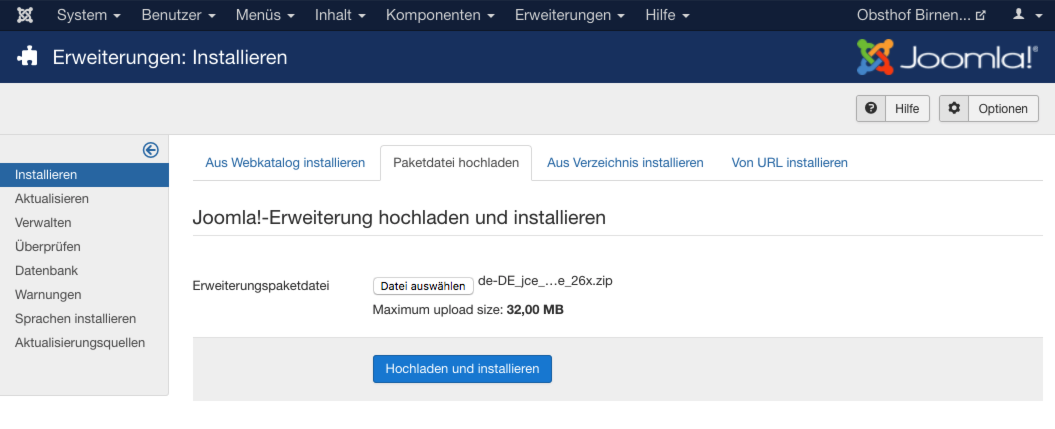 System Benutzer Menüs Inhalt Komponenten Erweiterungen Hilfe Obsthof Birnen...
Erweiterungen: Installieren Joomla!®
Hilfe Optionen
Aus Webkatalog installieren Paketdatei hochladen Aus Verzeichnis installieren Von URL installieren
Installieren
Aktualisieren
Verwalten
Überprüfen
Datenbank
Warnungen
Sprachen installieren
Aktualisierungsquellen
Joomla!-Erweiterung hochladen und installieren
Erweiterungspaketdatei Datei auswählen de-DE_jce_...e_26x.zip
Maximum upload size: 32,00 MB
Hochladen und installieren